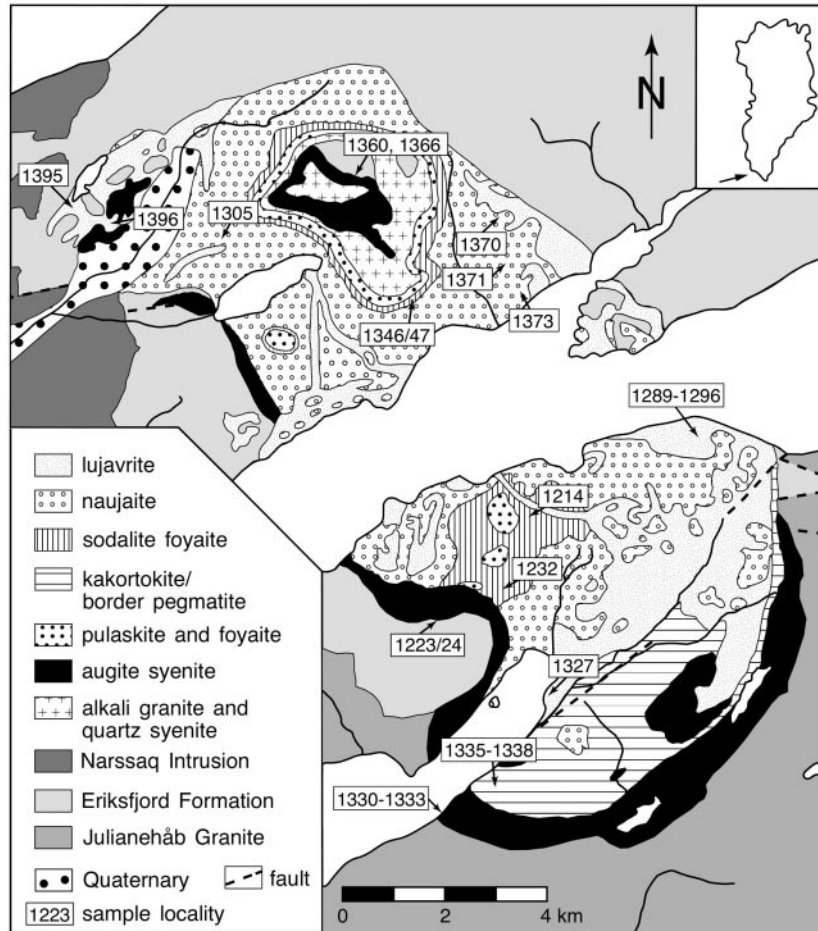 N
1360, 1366
1395
1396
1305
1370
1371
1373
1346/47
1289-1296
1214
1232
1223/24
1327
1335-1338
1330-1333
lujavrite
naujaite
sodalite foyaite
kakortokite/
border pegmatite
pulaskite and foyaite
augite syenite
alkali granite and
quartz syenite
Narssaq Intrusion
Eriksfjord Formation
Julianehåb Granite
Quaternary
fault
1223 sample locality
0 2 4 km